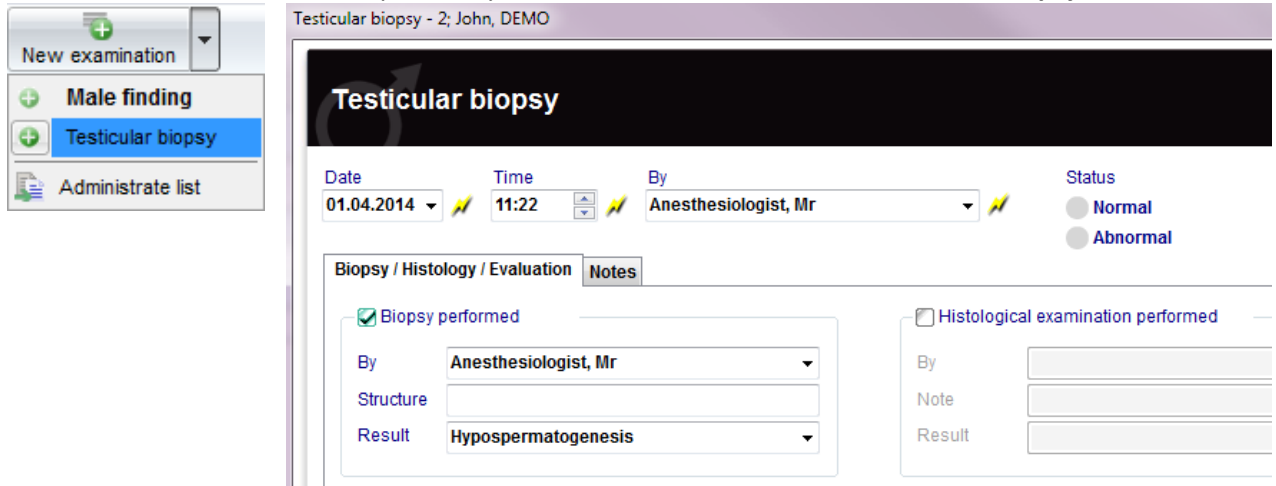 New examination
Male finding
Testicular biopsy
Administrate list
Testicular biopsy - 2; John, DEMO
Testicular biopsy
Date Time By Status
01.04.2014 11:22 Anesthesiologist, Mr Normal
Abnormal
Biopsy / Histology / Evaluation Notes
Biopsy performed Histological examination performed
By Anesthesiologist, Mr By
Structure Note
Result Hypospermatogenesis Result